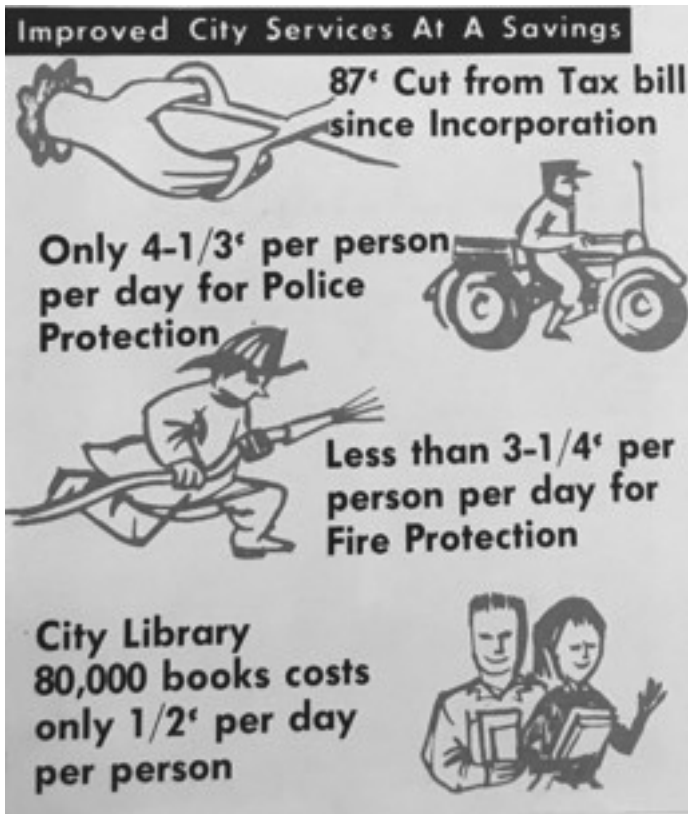 Improved City Services At A Savings
87¢ Cut from Tax bill
since Incorporation
Only 4-1/3¢ per person
per day for Police
Protection
Less than 3-1/4¢ per
person per day for
Fire Protection
City Library
80,000 books costs
only 1/2¢ per day
per person